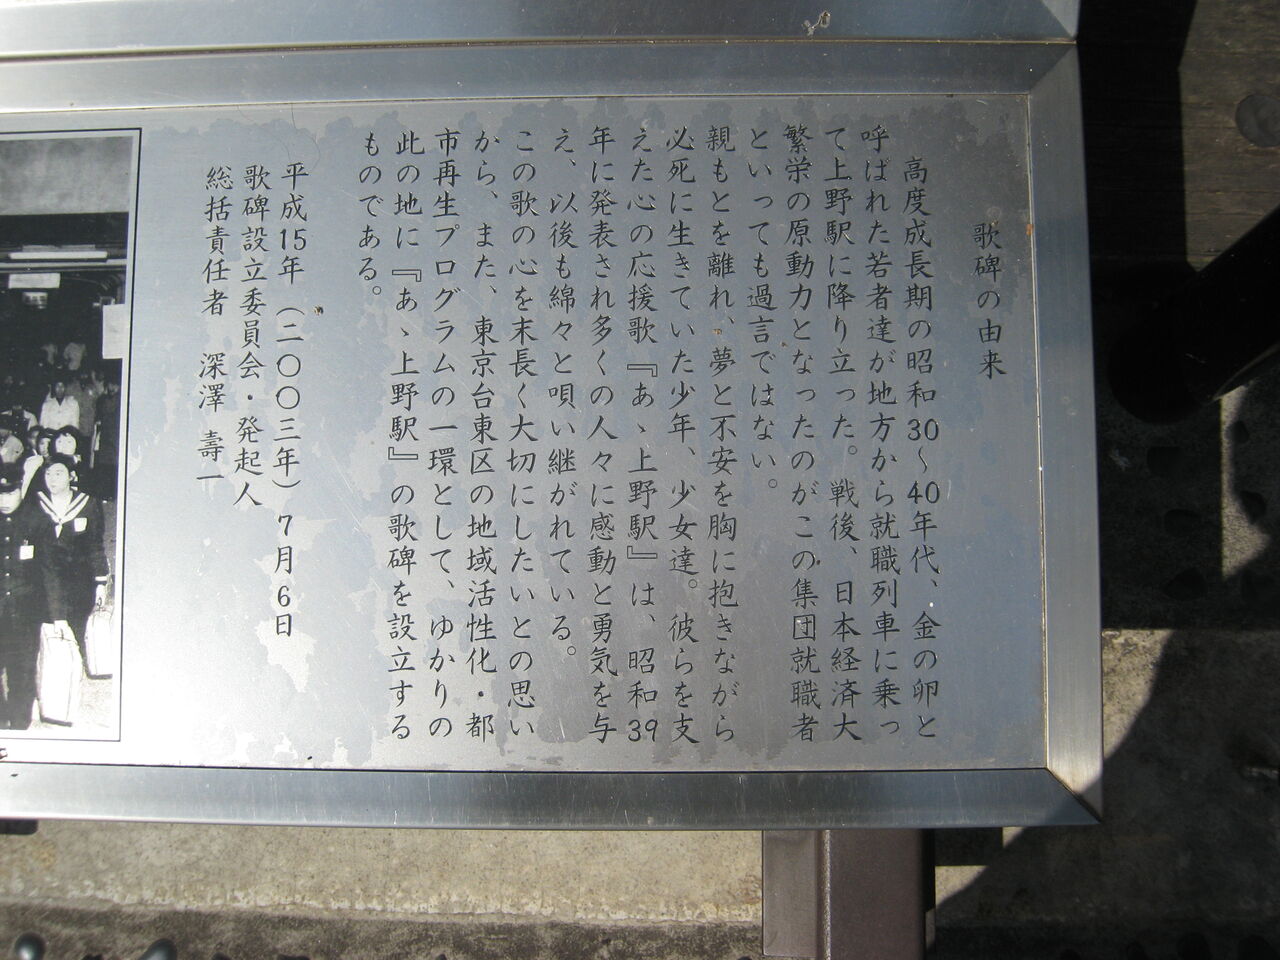 歌碑の由来
高度成長期の昭和30～40年代、金の卵と
呼ばれた若者達が地方から就職列車に乗っ
て上野駅に降り立った。戦後、日本経済大
繁栄の原動力となったのがこの集団就職者
といっても過言ではない。
親もとを離れ、夢と不安を胸に抱きながら
必死に生きていた少年、少女達。彼らを支
えた心の応援歌『あゝ上野駅』は、昭和39
年に発表され多くの人々に感動と勇気を与
え、以後も綿々と唄い継がれている。
この歌の心を末長く大切にしたいとの思い
から、また、東京台東区の地域活性化・都
市再生プログラムの一環として、ゆかりの
此の地に『あゝ上野駅』の歌碑を設立する
ものである。
平成15年（二〇〇三年）7月6日
歌碑設立委員会・発起人
総括責任者 深澤 壽一